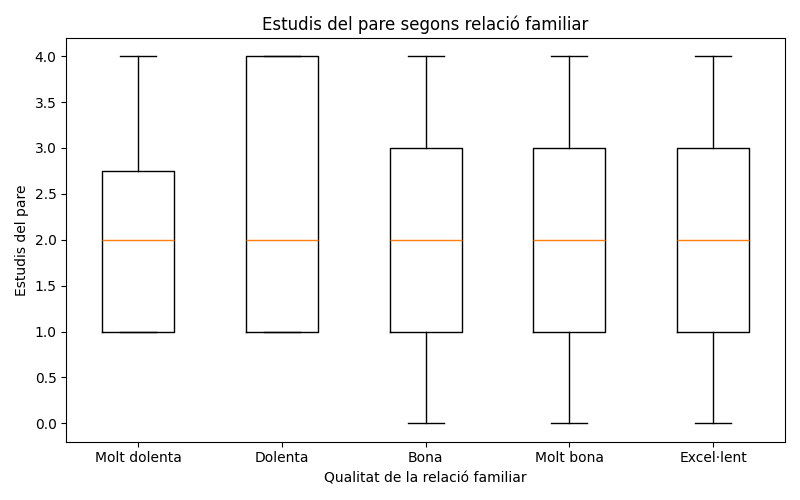 Estudis del pare segons relació familiar
Estudis del pare
4.0
3.5
3.0
2.5
2.0
1.5
1.0
0.5
0.0
Molt dolenta Dolenta Bona Molt bona Excel·lent
Qualitat de la relació familiar